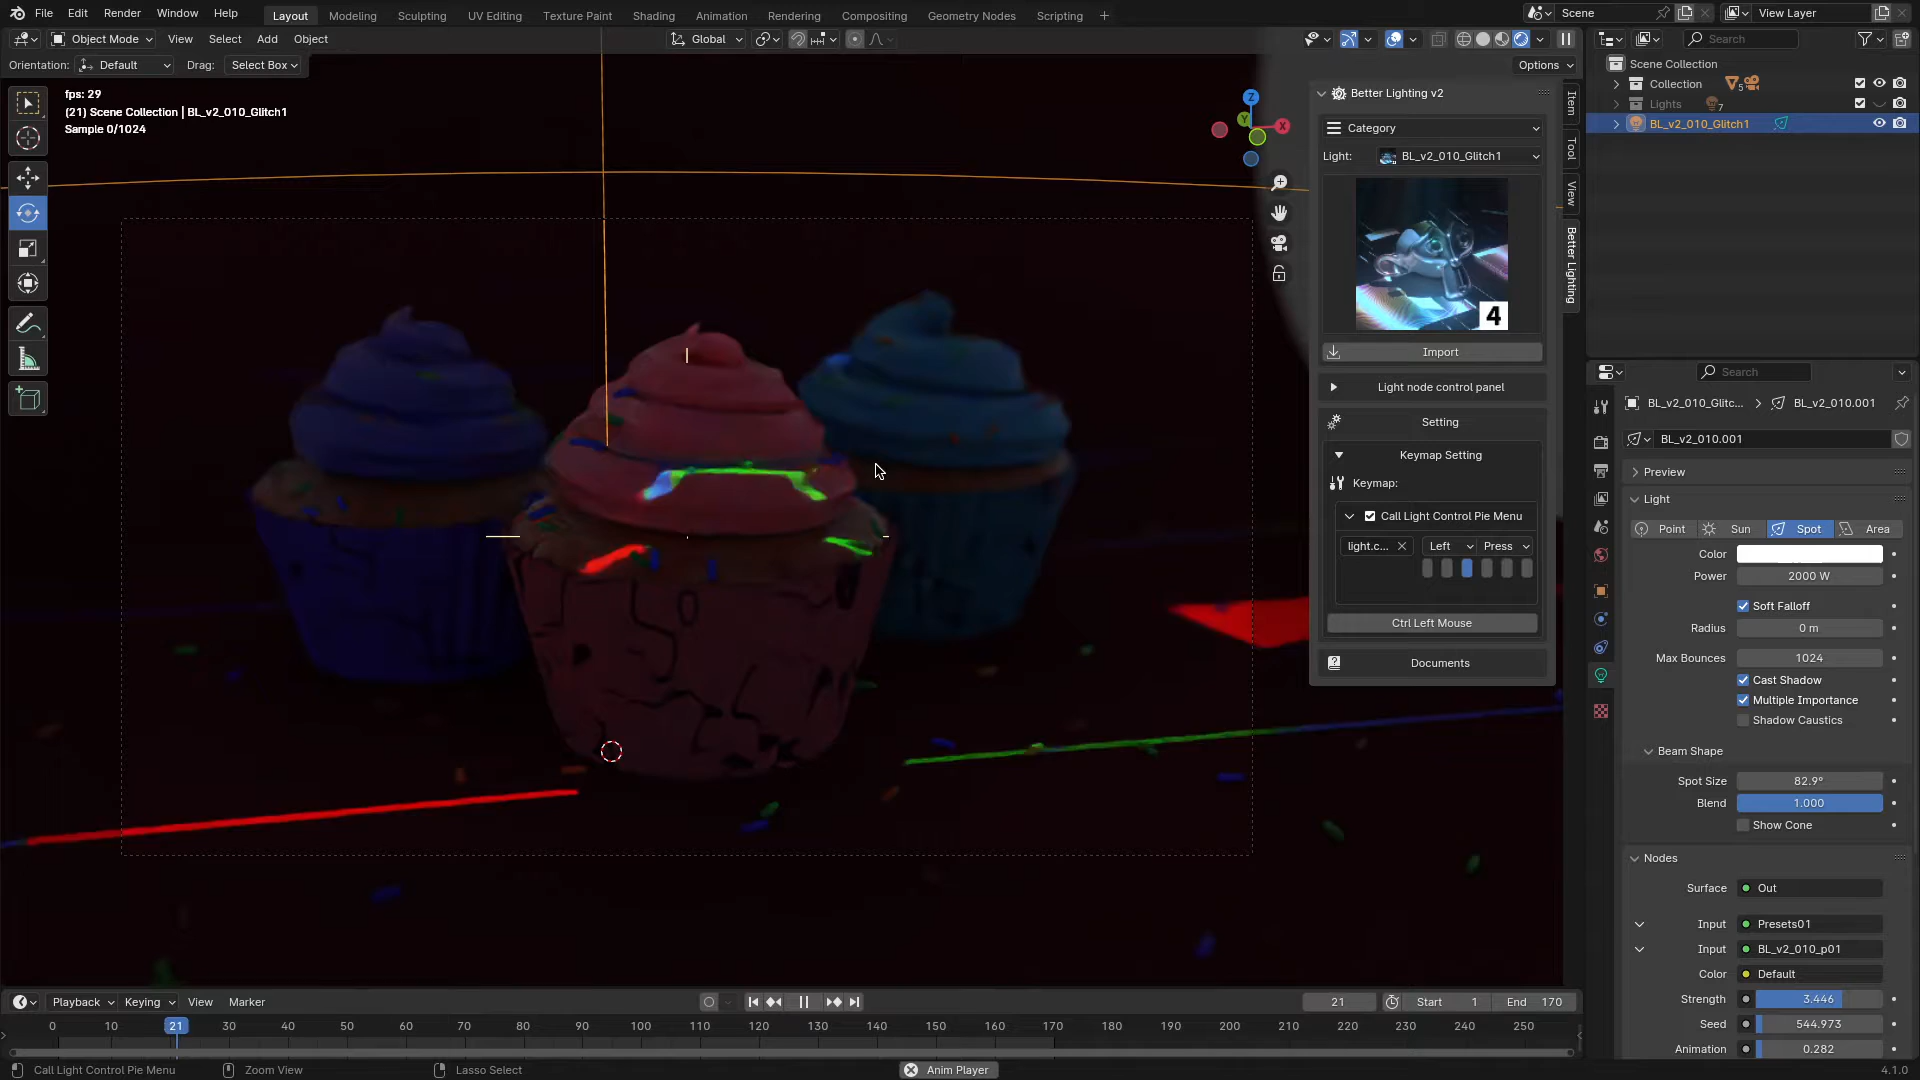 File Edit Render Window Help Layout Modeling Sculpting UV Editing Texture Paint Shading Animation Rendering Compositing Geometry Nodes Scripting + Scene View Layer
Object Mode View Select Add Object Global Search
Orientation: Default Drag: Select Box Options
fps: 29
(21) Scene Collection | BL_v2_010_Glitch1
Sample 0/1024
Z
Y
X
Better Lighting v2
Category
Light: BL_v2_010_Glitch1
4
Import
Light node control panel
Setting
Keymap Setting
Keymap:
Call Light Control Pie Menu
light.c... Left Press
Ctrl Left Mouse
Documents
Item
Tool
View
Better Lighting
Scene Collection
Collection 5
Lights 7
BL_v2_010_Glitch1
Search
BL_v2_010_Glitc... BL_v2_010.001
BL_v2_010.001
Preview
Light
Point Sun Spot Area
Color
Power 2000 W
Soft Falloff
Radius 0 m
Max Bounces 1024
Cast Shadow
Multiple Importance
Shadow Caustics
Beam Shape
Spot Size 82.9°
Blend 1.000
Show Cone
Nodes
Surface Out
Input Presets01
Input BL_v2_010_p01
Color Default
Strength 3.446
Seed 544.973
Animation 0.282
Playback Keying View Marker 21 Start 1 End 170
0 10 21 30 40 50 60 70 80 90 100 110 120 130 140 150 160 170 180 190 200 210 220 230 240 250
Call Light Control Pie Menu Zoom View Lasso Select Anim Player 4.1.0